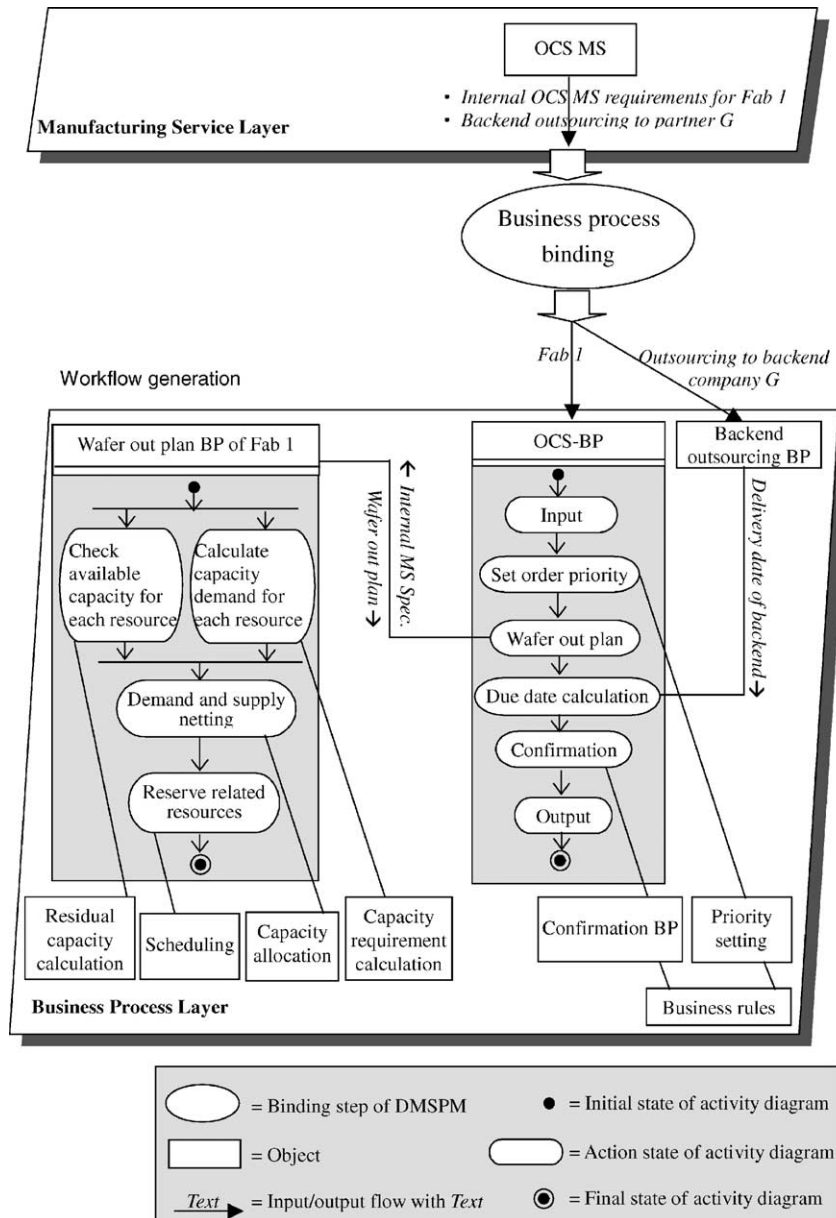 OCS MS
• Internal OCS MS requirements for Fab 1
• Backend outsourcing to partner G
Manufacturing Service Layer
Business process
binding
Fab 1
Outsourcing to backend
company G
Workflow generation
Wafer out plan BP of Fab 1
OCS-BP
Backend
outsourcing BP
Check
available
capacity for
each resource
Calculate
capacity
demand for
each resource
Demand and supply
netting
Reserve related
resources
Internal MS Spec.
Wafer out plan
Input
Set order priority
Wafer out plan
Due date calculation
Confirmation
Output
Delivery date of
backend
Residual
capacity
calculation
Scheduling
Capacity
allocation
Capacity
requirement
calculation
Confirmation BP
Priority
setting
Business rules
Business Process Layer
= Binding step of DMSPM
= Initial state of activity diagram
= Object
= Action state of activity diagram
Text = Input/output flow with Text
= Final state of activity diagram